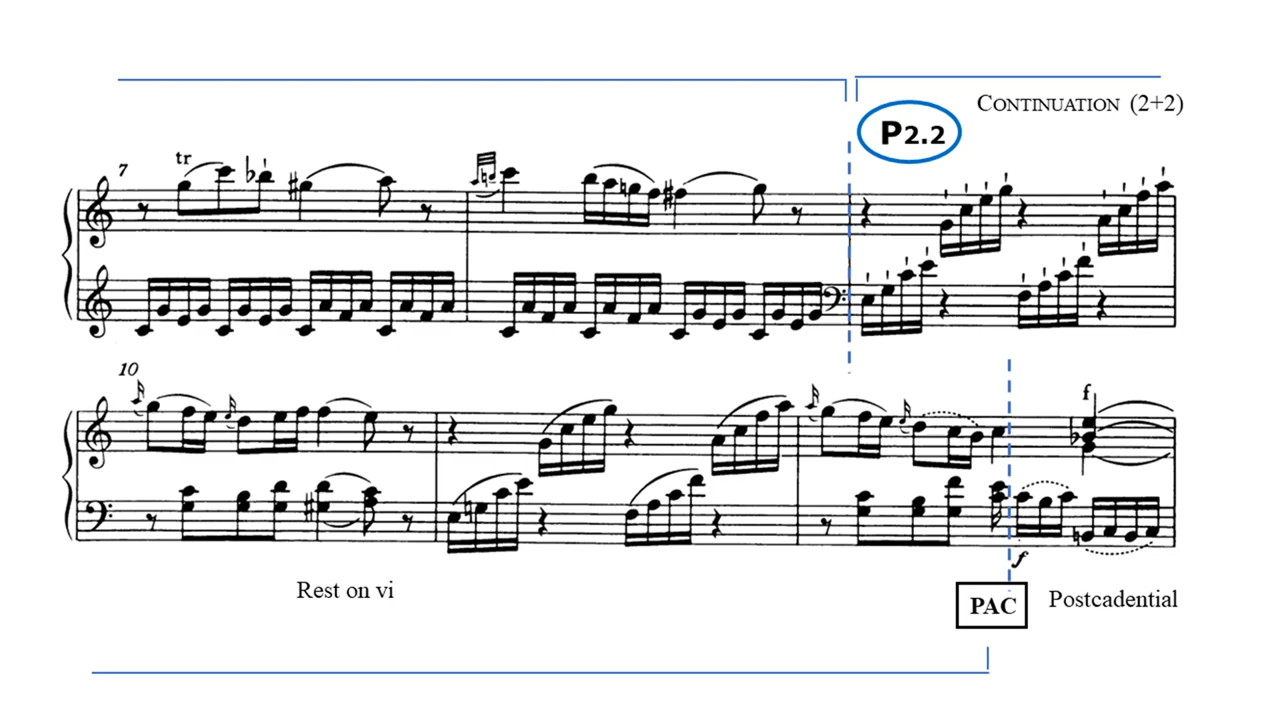 CONTINUATION (2+2)
P2.2
7
tr
10
f
Rest on vi
f
PAC
Postcadential